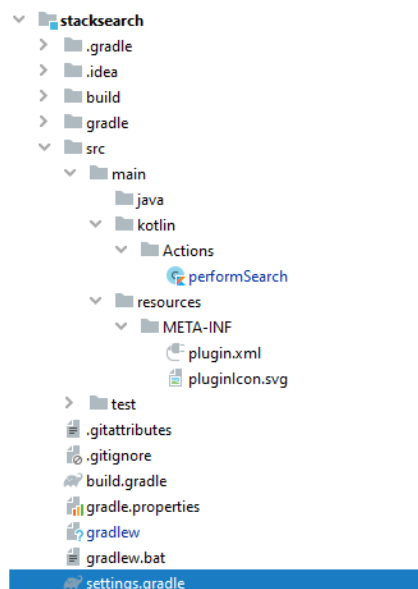 stacksearch
.gradle
.idea
build
gradle
src
main
java
kotlin
Actions
performSearch
resources
META-INF
plugin.xml
pluginIcon.svg
test
.gitattributes
.gitignore
build.gradle
gradle.properties
gradlew
gradlew.bat
settings.gradle